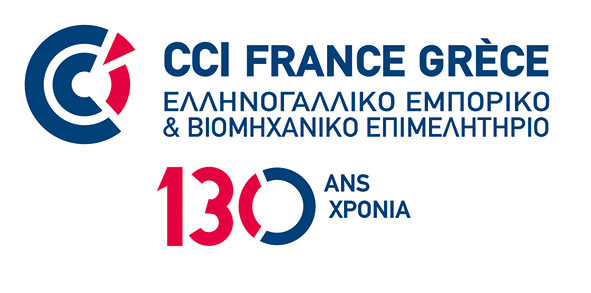 CCI FRANCE GRÈCE
ΕΛΛΗΝΟΓΑΛΛΙΚΟ ΕΜΠΟΡΙΚΟ
& ΒΙΟΜΗΧΑΝΙΚΟ ΕΠΙΜΕΛΗΤΗΡΙΟ
130 ANS
ΧΡΟΝΙΑ